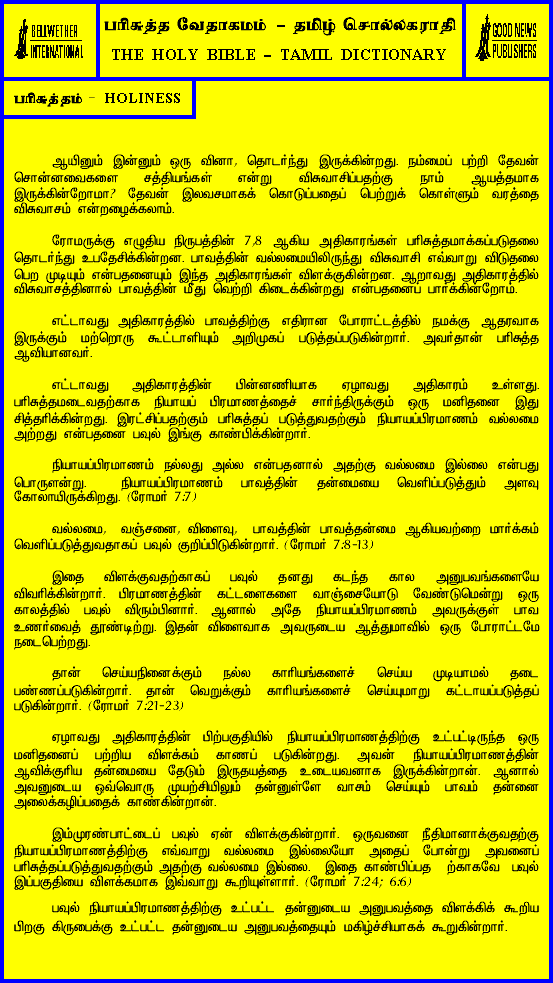 BELLWETHER
INTERNATIONAL
பரிசுத்த வேதாகமம் - தமிழ் சொல்லகராதி
THE HOLY BIBLE - TAMIL DICTIONARY
GOOD NEWS
PUBLISHERS
பரிசுத்தம் - HOLINESS
ஆயினும் இன்னும் ஒரு வினா, தொடர்ந்து இருக்கின்றது. நம்மைப் பற்றி தேவன்
சொன்னவைகளை சத்தியங்கள் என்று விசுவாசிப்பதற்கு நாம் ஆயத்தமாக
இருக்கின்றோமா? தேவன் இலவசமாகக் கொடுப்பதைப் பெற்றுக் கொள்ளும் வரத்தை
விசுவாசம் என்றழைக்கலாம்.
ரோமருக்கு எழுதிய நிருபத்தின் 7,8 ஆகிய அதிகாரங்கள் பரிசுத்தமாக்கப்படுதலை
தொடர்ந்து உபதேசிக்கின்றன. பாவத்தின் வல்லமையிலிருந்து விசுவாசி எவ்வாறு விடுதலை
பெற முடியும் என்பதனையும் இந்த அதிகாரங்கள் விளக்குகின்றன. ஆறாவது அதிகாரத்தில்
விசுவாசத்தினால் பாவத்தின் மீது வெற்றி கிடைக்கின்றது என்பதனைப் பார்க்கின்றோம்.
எட்டாவது அதிகாரத்தில் பாவத்திற்கு எதிரான போராட்டத்தில் நமக்கு ஆதரவாக
இருக்கும் மற்றொரு கூட்டாளியும் அறிமுகப் படுத்தப்படுகின்றார். அவர்தான் பரிசுத்த
ஆவியானவர்.
எட்டாவது அதிகாரத்தின் பின்னணியாக ஏழாவது அதிகாரம் உள்ளது.
பரிசுத்தமடைவதற்காக நியாயப் பிரமாணத்தைச் சார்ந்திருக்கும் ஒரு மனிதனை இது
சித்தரிக்கின்றது. இரட்சிப்பதற்கும் பரிசுத்தப் படுத்துவதற்கும் நியாயப்பிரமாணம் வல்லமை
அற்றது என்பதனை பவுல் இங்கு காண்பிக்கின்றார்.
நியாயப்பிரமாணம் நல்லது அல்ல என்பதனால் அதற்கு வல்லமை இல்லை என்பது
பொருளன்று. நியாயப்பிரமாணம் பாவத்தின் தன்மையை வெளிப்படுத்தும் அளவு
கோலாயிருக்கிறது. (ரோமர் 7:7)
வல்லமை, வஞ்சனை, விளைவு, பாவத்தின் பாவத்தன்மை ஆகியவற்றை மார்க்கம்
வெளிப்படுத்துவதாகப் பவுல் குறிப்பிடுகின்றார். (ரோமர் 7:8-13)
இதை விளக்குவதற்காகப் பவுல் தனது கடந்த கால அனுபவங்களையே
விவரிக்கின்றார். பிரமாணத்தின் கட்டளைகளை வாஞ்சையோடு வேண்டுமென்று ஒரு
காலத்தில் பவுல் விரும்பினார். ஆனால் அதே நியாயப்பிரமாணம் அவருக்குள் பாவ
உணர்வைத் தூண்டிற்று. இதன் விளைவாக அவருடைய ஆத்துமாவில் ஒரு போராட்டமே
நடைபெற்றது.
தான் செய்யநினைக்கும் நல்ல காரியங்களைச் செய்ய முடியாமல் தடை
பண்ணப்படுகின்றார். தான் வெறுக்கும் காரியங்களைச் செய்யுமாறு கட்டாயப்படுத்தப்
படுகின்றார். (ரோமர் 7:21-23)
ஏழாவது அதிகாரத்தின் பிற்பகுதியில் நியாயப்பிரமாணத்திற்கு உட்பட்டிருந்த ஒரு
மனிதனைப் பற்றிய விளக்கம் காணப் படுகின்றது. அவன் நியாயப்பிரமாணத்தின்
ஆவிக்குரிய தன்மையை தேடும் இருதயத்தை உடையவனாக இருக்கின்றான். ஆனால்
அவனுடைய ஒவ்வொரு முயற்சியிலும் தன்னுள்ளே வாசம் செய்யும் பாவம் தன்னை
அலைக்கழிப்பதைக் காண்கின்றான்.
இம்முரண்பாட்டைப் பவுல் ஏன் விளக்குகின்றார். ஒருவனை நீதிமானாக்குவதற்கு
நியாயப்பிரமாணத்திற்கு எவ்வாறு வல்லமை இல்லையோ அதைப் போன்று அவனைப்
பரிசுத்தப்படுத்துவதற்கும் அதற்கு வல்லமை இல்லை. இதை காண்பிப்பத ற்காகவே பவுல்
இப்பகுதியை விளக்கமாக இவ்வாறு கூறியுள்ளார். (ரோமர் 7:24; 6:6)
பவுல் நியாயப்பிரமாணத்திற்கு உட்பட்ட தன்னுடைய அனுபவத்தை விளக்கிக் கூறிய
பிறகு கிருபைக்கு உட்பட்ட தன்னுடைய அனுபவத்தையும் மகிழ்ச்சியாகக் கூறுகின்றார்.